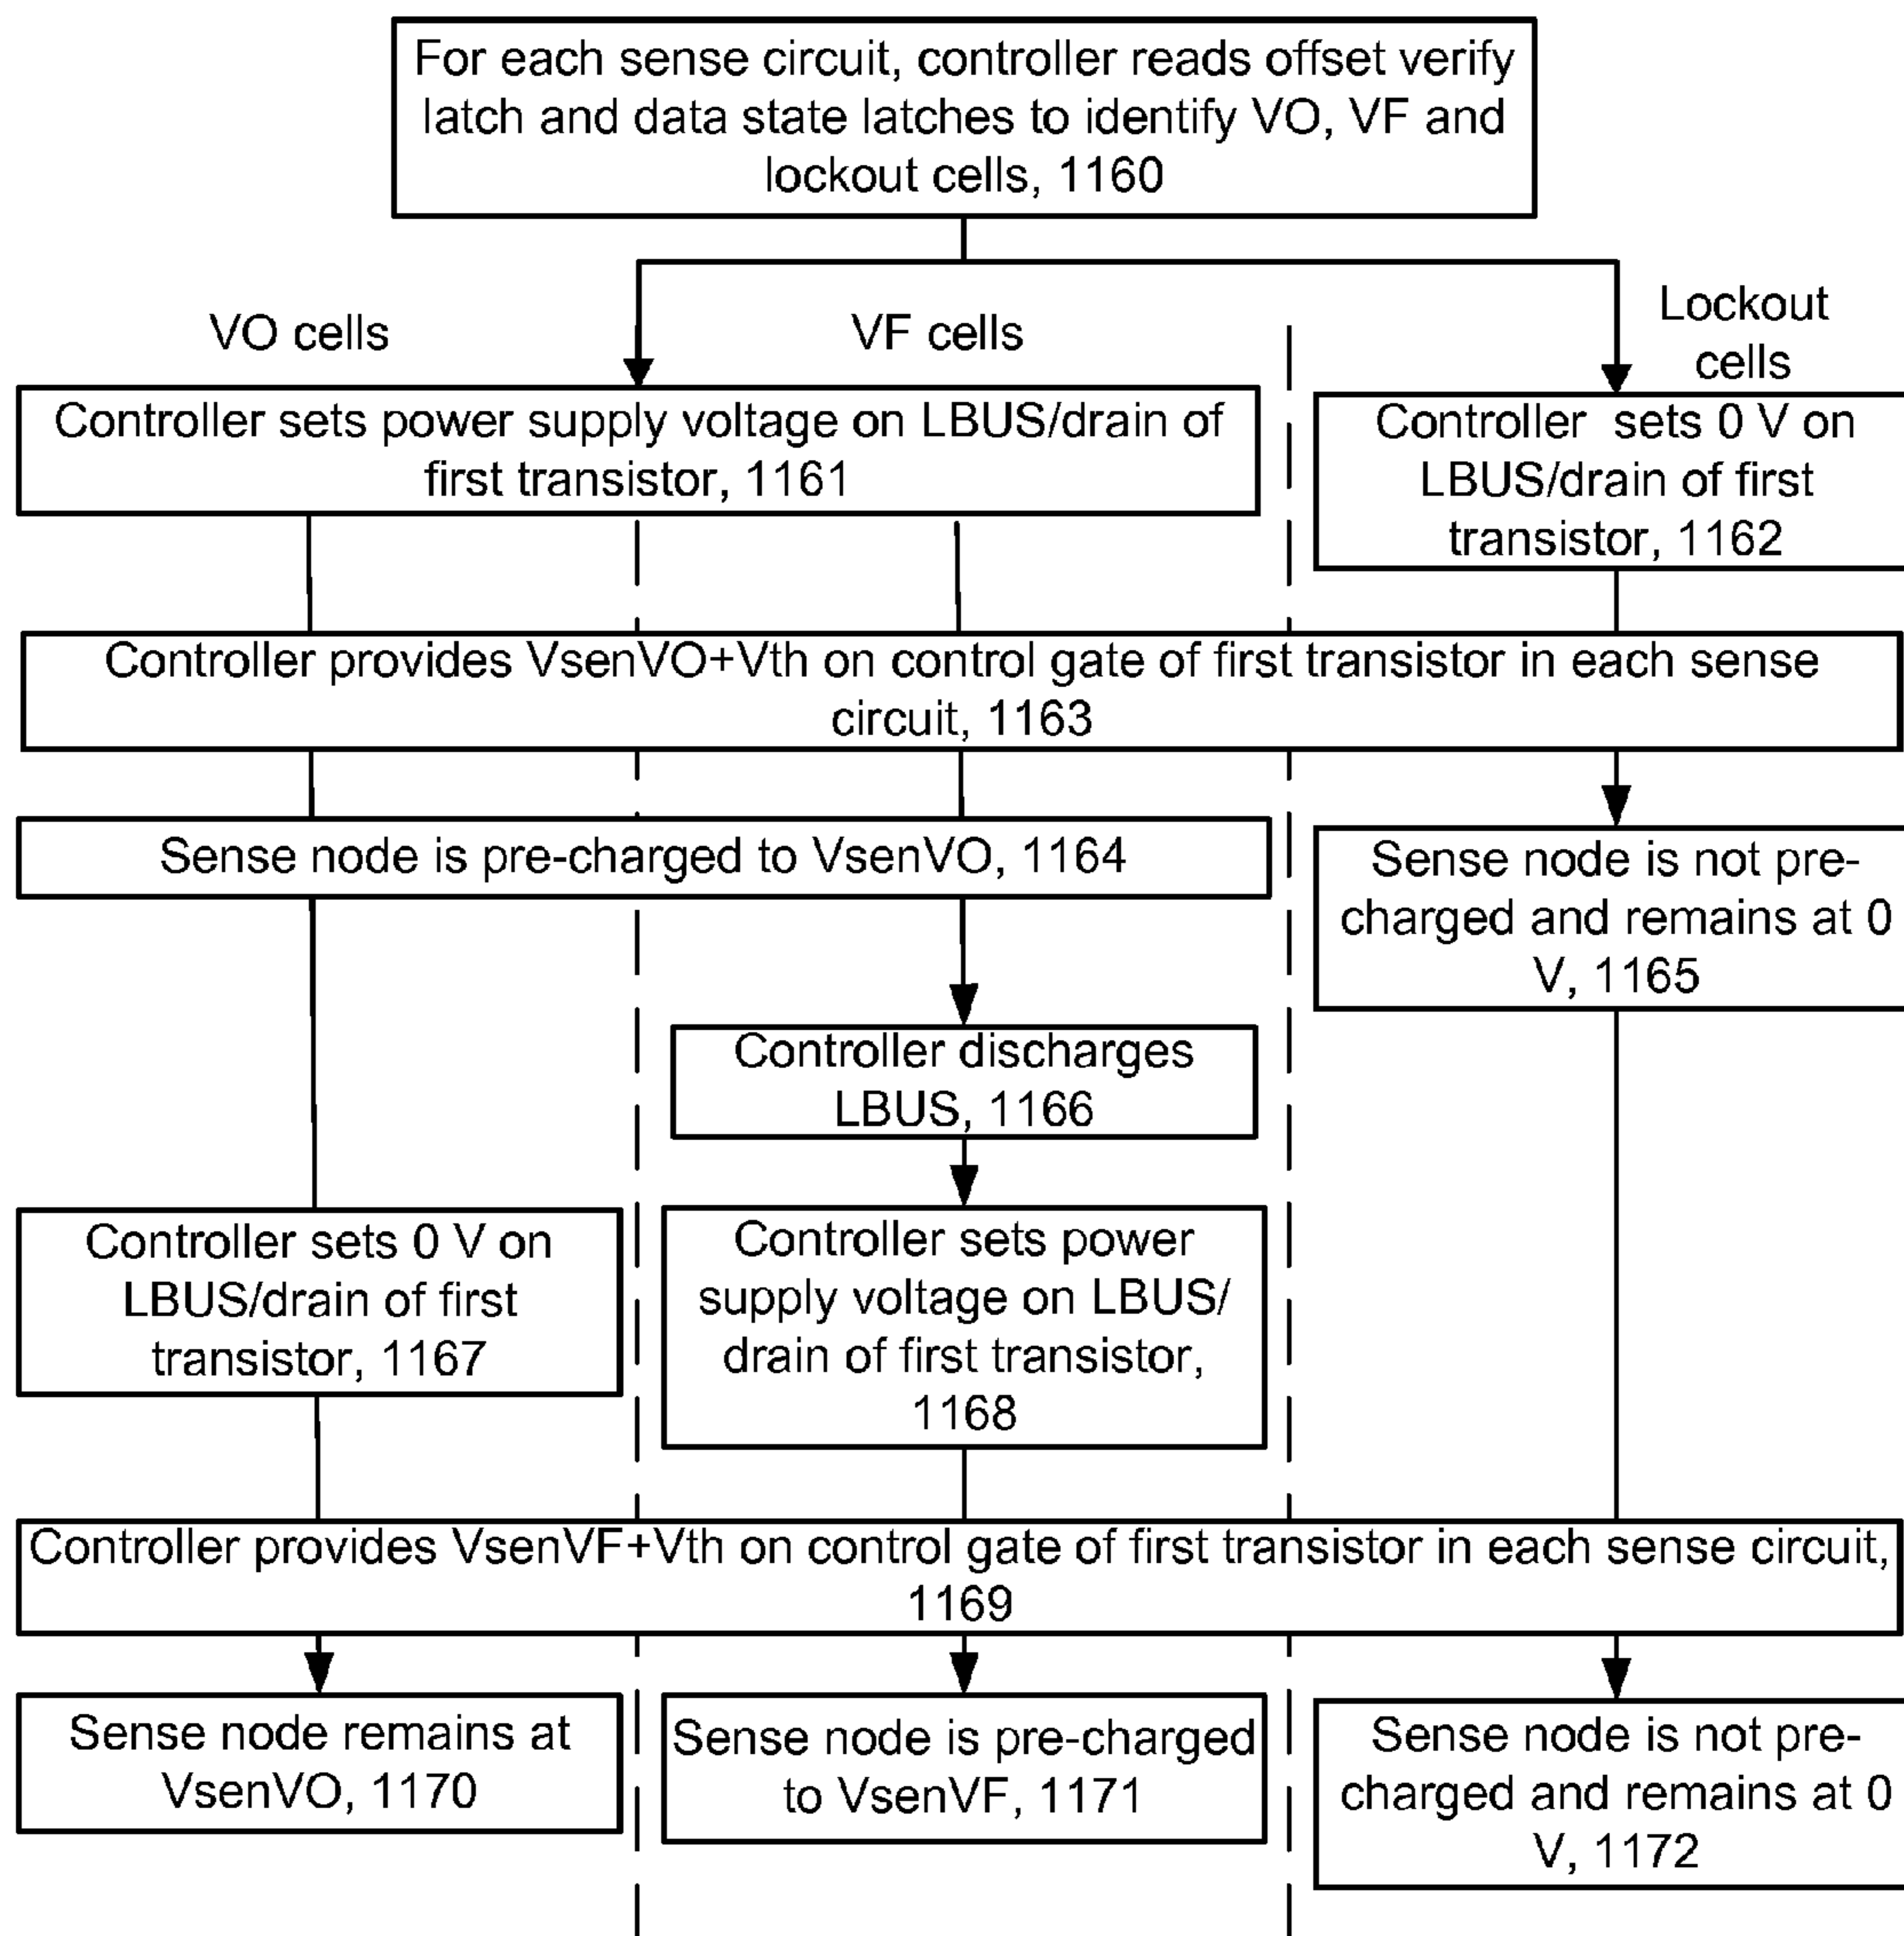 For each sense circuit, controller reads offset verify
latch and data state latches to identify VO, VF and
lockout cells, 1160
VO cells
VF cells
Lockout
cells
Controller sets power supply voltage on LBUS/drain of
first transistor, 1161
Controller sets 0 V on
LBUS/drain of first
transistor, 1162
Controller provides VsenVO+Vth on control gate of first transistor in each sense
circuit, 1163
Sense node is pre-charged to VsenVO, 1164
Sense node is not pre-
charged and remains at 0
V, 1165
Controller discharges
LBUS, 1166
Controller sets 0 V on
LBUS/drain of first
transistor, 1167
Controller sets power
supply voltage on LBUS/
drain of first transistor,
1168
Controller provides VsenVF+Vth on control gate of first transistor in each sense circuit,
1169
Sense node remains at
VsenVO, 1170
Sense node is pre-charged
to VsenVF, 1171
Sense node is not pre-
charged and remains at 0
V, 1172